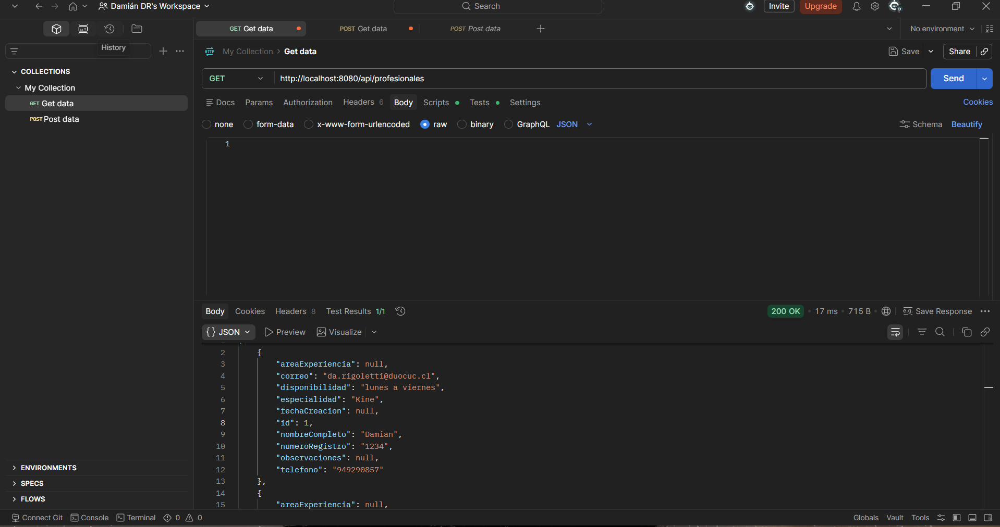 Damián DR's Workspace
Search
Invite
Upgrade
History
GET Get data
POST Get data
POST Post data
No environment
HTTP My Collection > Get data
Save
Share
COLLECTIONS
My Collection
GET Get data
POST Post data
GET
http://localhost:8080/api/profesionales
Send
Docs
Params
Authorization
Headers 6
Body
Scripts
Tests
Settings
Cookies
none
form-data
x-www-form-urlencoded
raw
binary
GraphQL
JSON
Schema
Beautify
1
Body
Cookies
Headers 8
Test Results 1/1
200 OK
17 ms
715 B
e.g. Save Response
{} JSON
Preview
Visualize
2 {
3 "areaExperiencia": null,
4 "correo": "da.rigoletti@duocuc.cl",
5 "disponibilidad": "lunes a viernes",
6 "especialidad": "Kine",
7 "fechaCreacion": null,
8 "id": 1,
9 "nombreCompleto": "Damian",
10 "numeroRegistro": "1234",
11 "observaciones": null,
12 "telefono": "949290857"
13 },
14 {
15 "areaExperiencia": null,
ENVIRONMENTS
SPECS
FLOWS
Connect Git
Console
Terminal
0
0
Globals
Vault
Tools